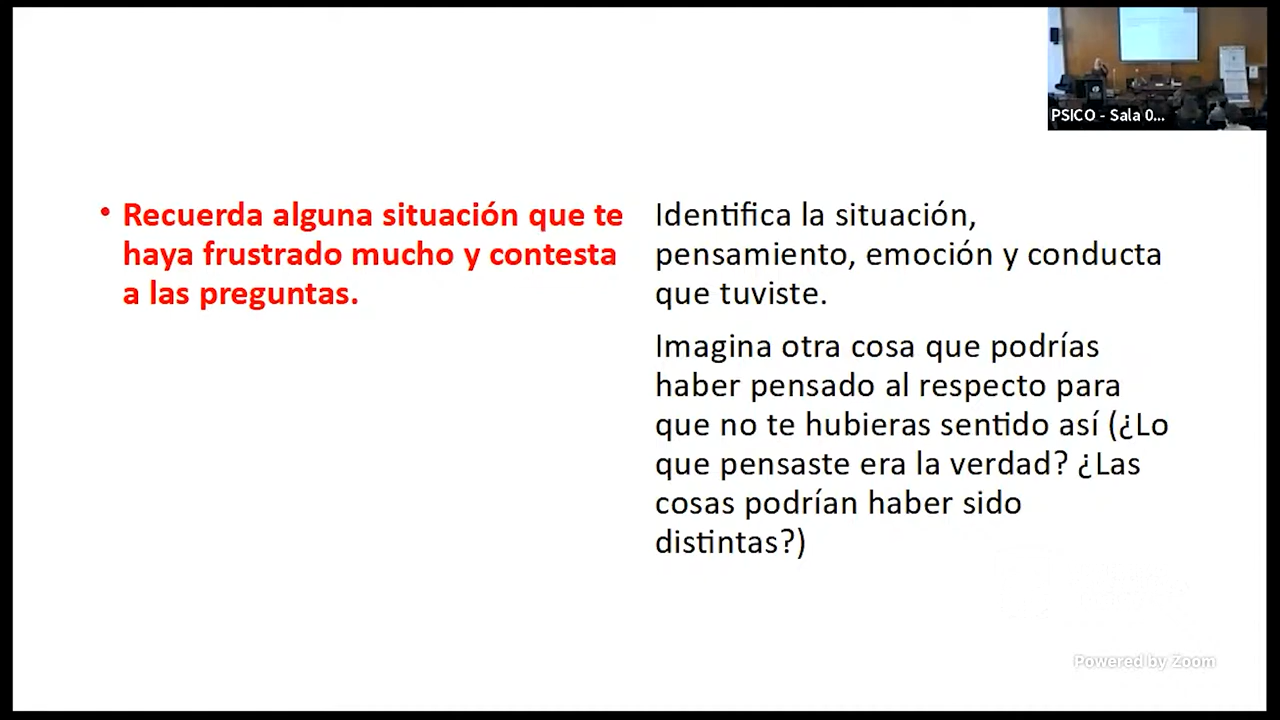 PSICO - Sala 0...
• Recuerda alguna situación que te
haya frustrado mucho y contesta
a las preguntas.
Identifica la situación,
pensamiento, emoción y conducta
que tuviste.
Imagina otra cosa que podrías
haber pensado al respecto para
que no te hubieras sentido así (¿Lo
que pensaste era la verdad? ¿Las
cosas podrían haber sido
distintas?)
Powered by Zoom